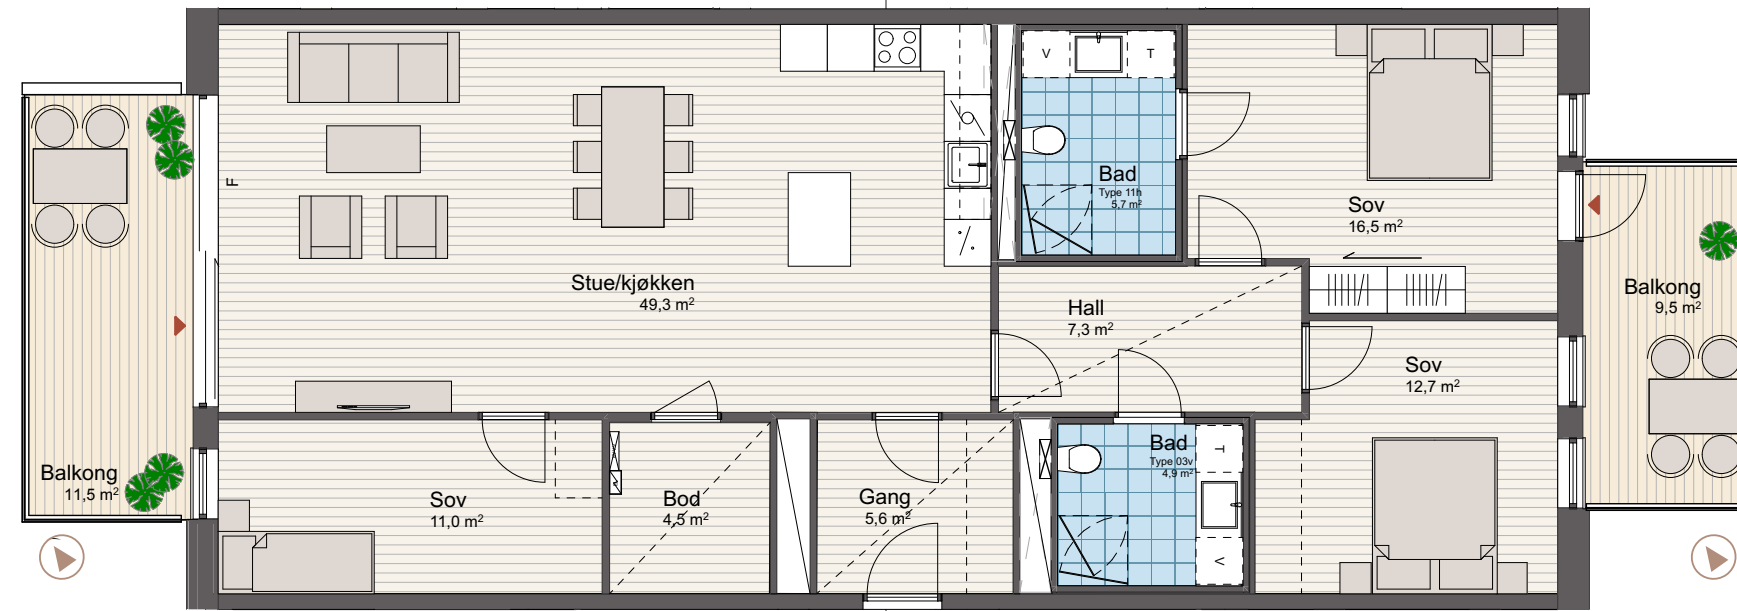 V
T
F
Bad
Type 11h
5,7 m²
Sov
16,5 m²
Stue/kjøkken
49,3 m²
Hall
7,3 m²
Balkong
9,5 m²
Sov
12,7 m²
Balkong
11,5 m²
Sov
11,0 m²
Bod
4,5 m²
Gang
5,6 m²
Bad
Type 03v
4,9 m²
T
V